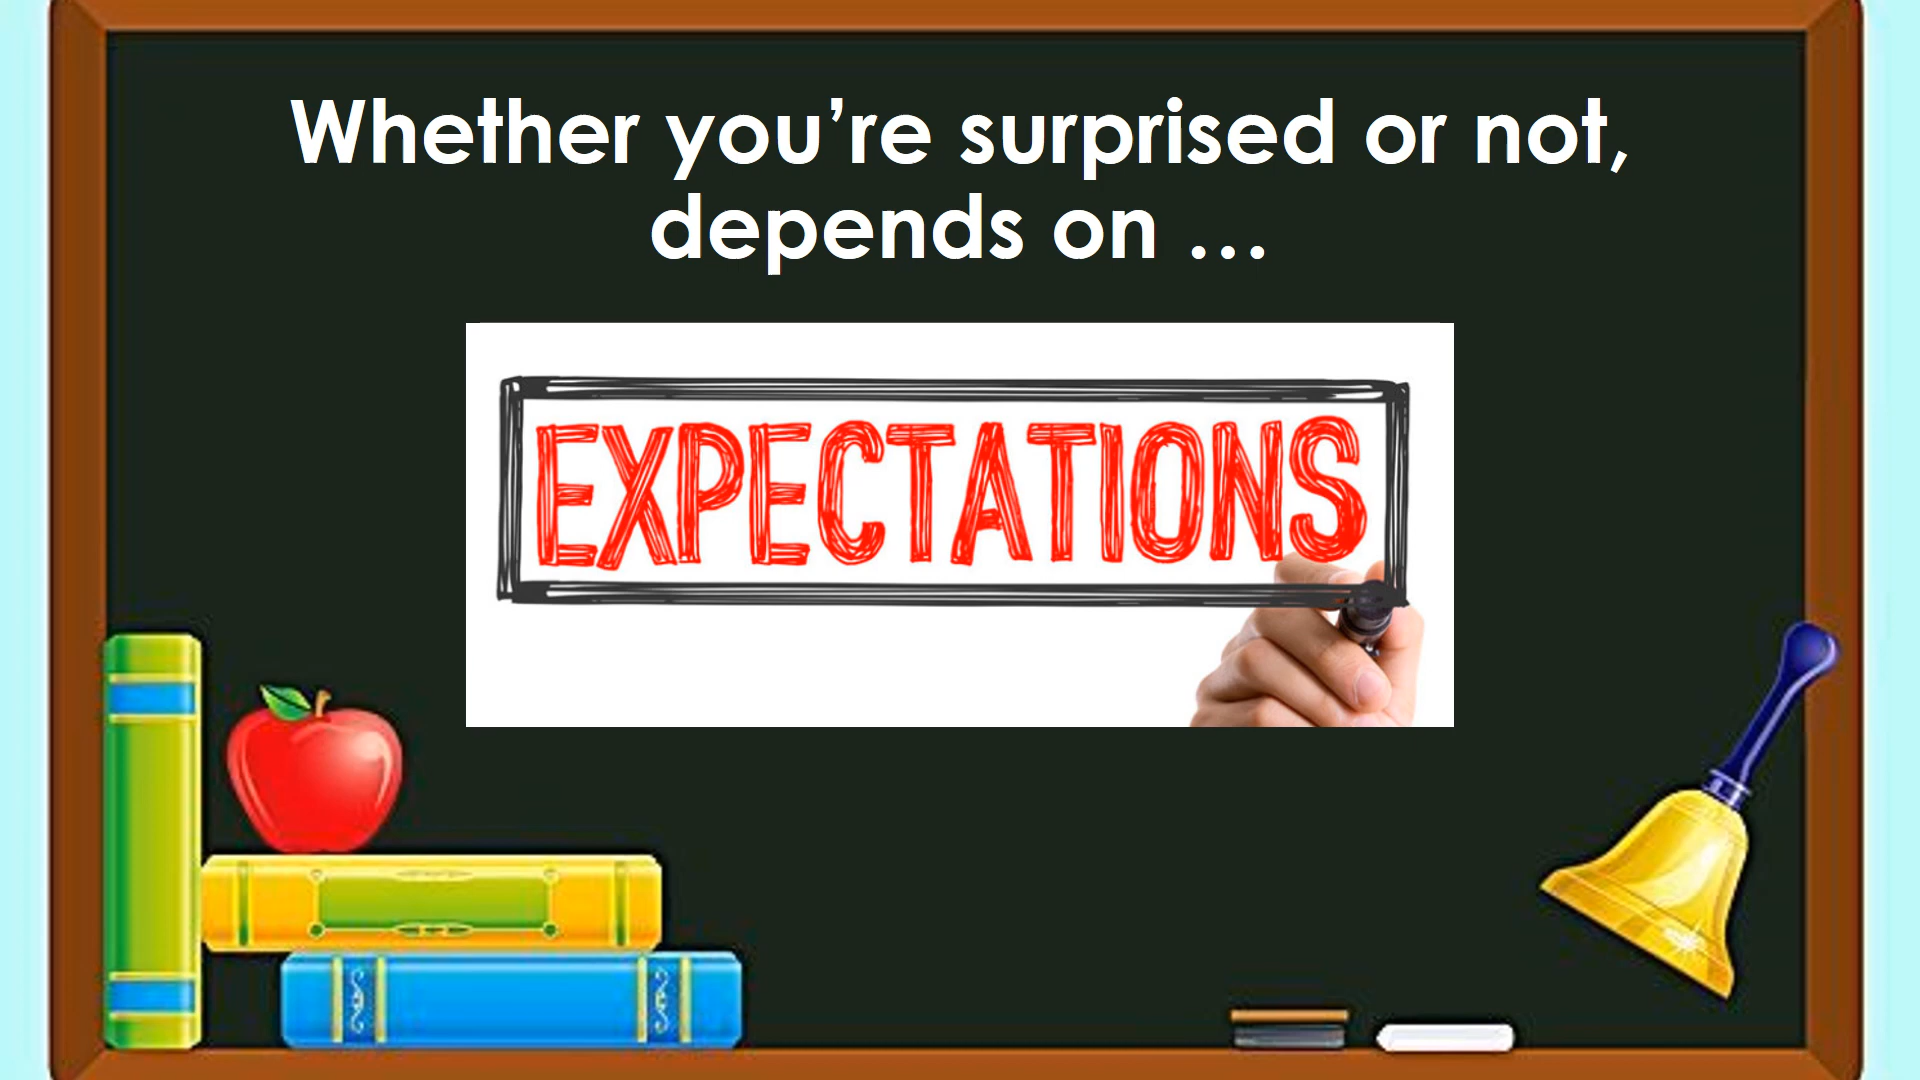 Whether you’re surprised or not,
depends on …
EXPECTATIONS